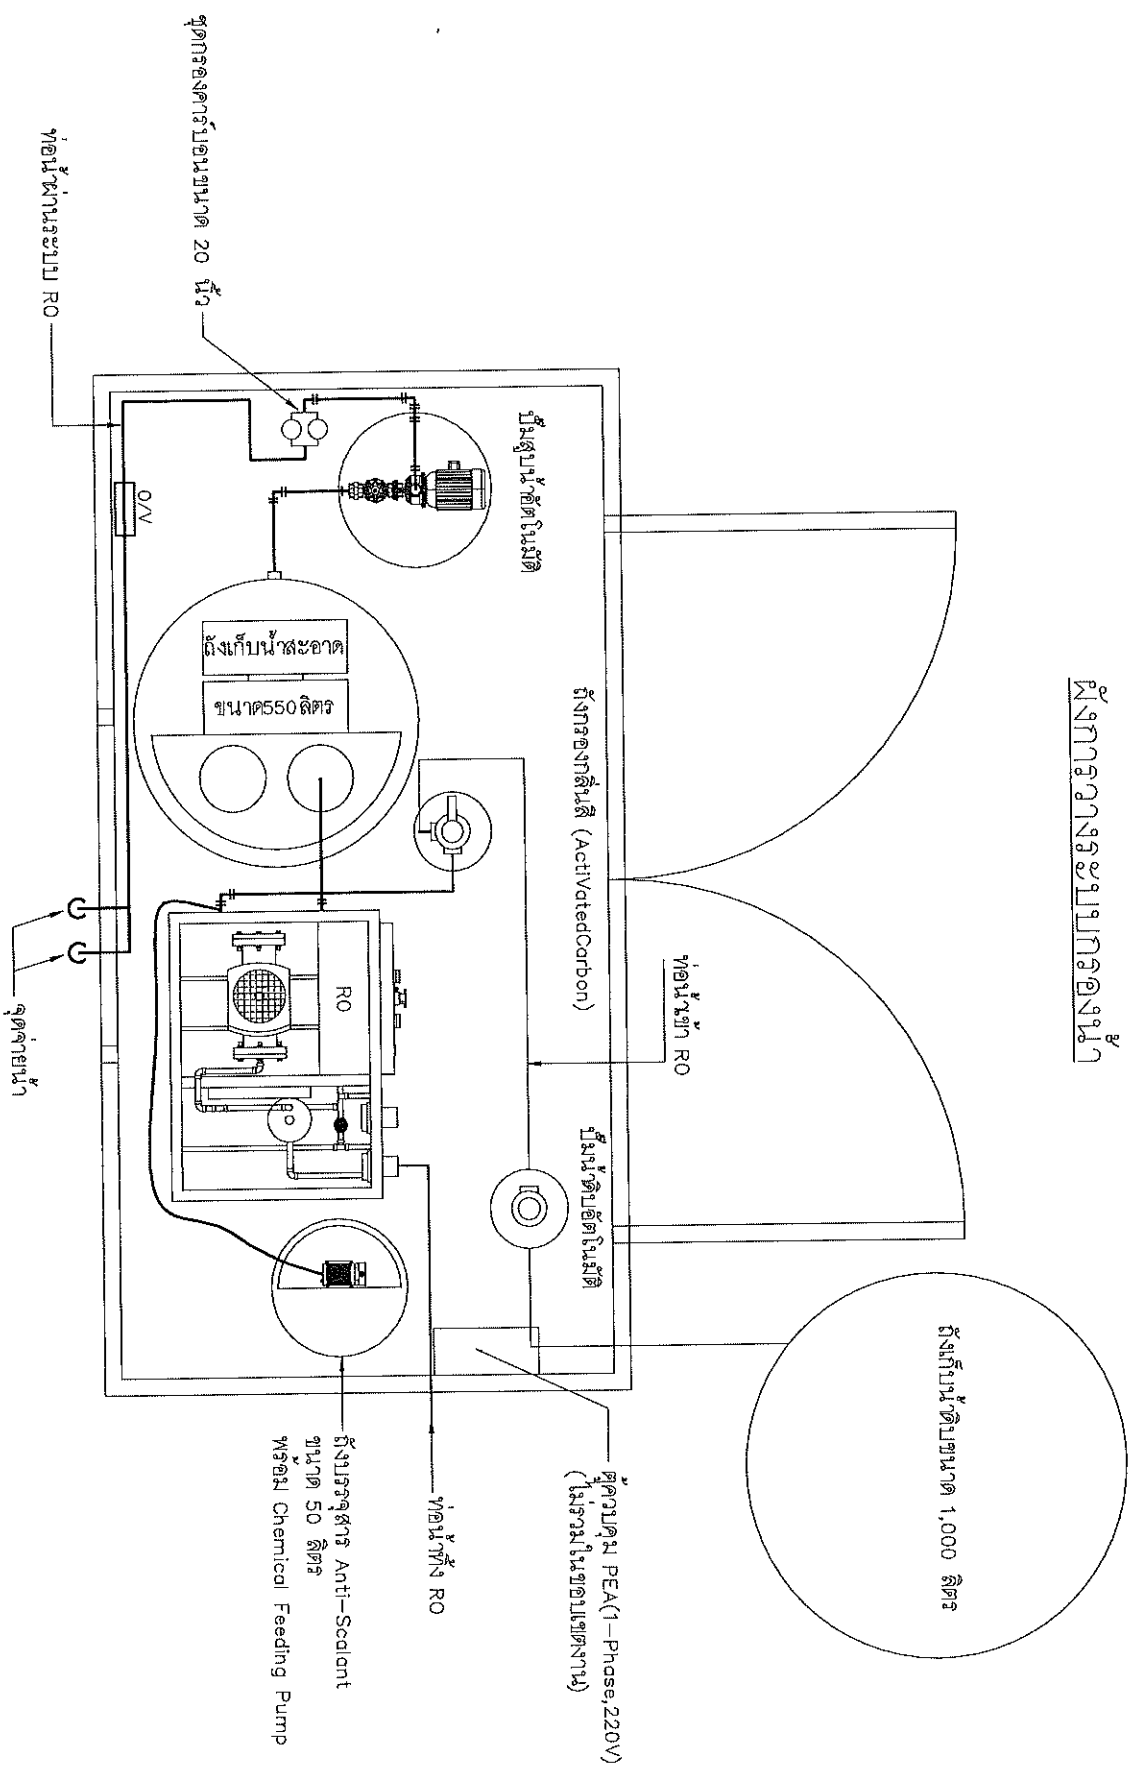 ผังการวางระบบกรองน้ำ
ถังเก็บน้ำดิบขนาด 1,000 ลิตร
ท่อน้ำเข้า RO
ปั๊มน้ำดิบอัตโนมัติ
ถังกรองกลิ่นสี (ActiVatedCarbon)
ปั๊มสูบน้ำอัตโนมัติ
ตู้ควบคุม PEA(1-Phase,220V)
(ไม่รวมในขอบเขตงาน)
ชุดกรองคาร์บอนขนาด 20 นิ้ว
ท่อน้ำผ่านระบบ RO
O/V
ถังเก็บน้ำสะอาด
ขนาด550ลิตร
RO
ท่อน้ำทิ้ง RO
ถังบรรจุสาร Anti-Scalant
ขนาด 50 ลิตร
พร้อม Chemical Feeding Pump
จุดจ่ายน้ำ